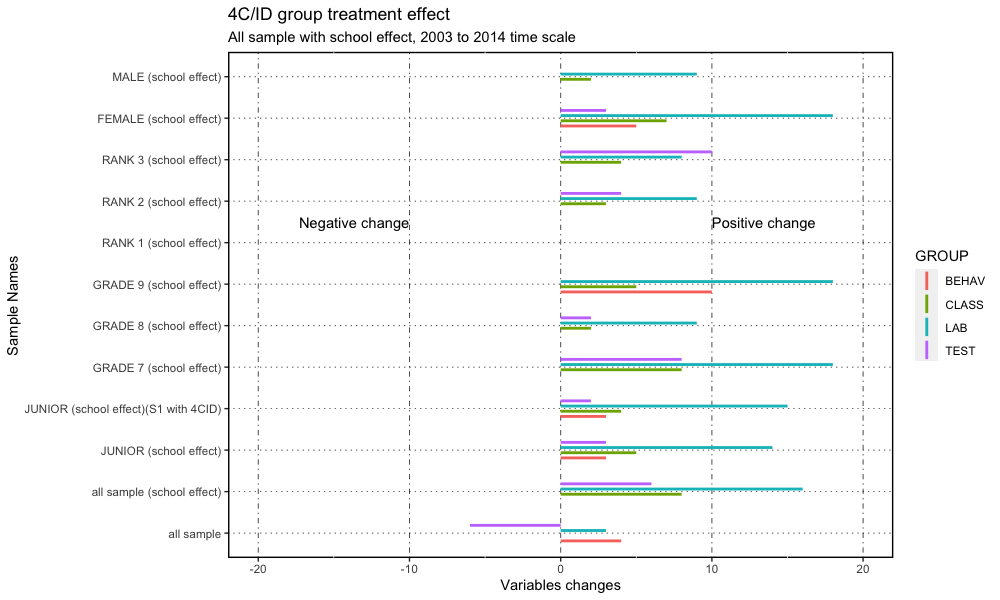 4C/ID group treatment effect
All sample with school effect, 2003 to 2014 time scale
Sample Names
MALE (school effect)
FEMALE (school effect)
RANK 3 (school effect)
RANK 2 (school effect)
Negative change
Positive change
RANK 1 (school effect)
GRADE 9 (school effect)
GRADE 8 (school effect)
GRADE 7 (school effect)
JUNIOR (school effect)(S1 with 4CID)
JUNIOR (school effect)
all sample (school effect)
all sample
-20 -10 0 10 20
Variables changes
GROUP
BEHAV
CLASS
LAB
TEST